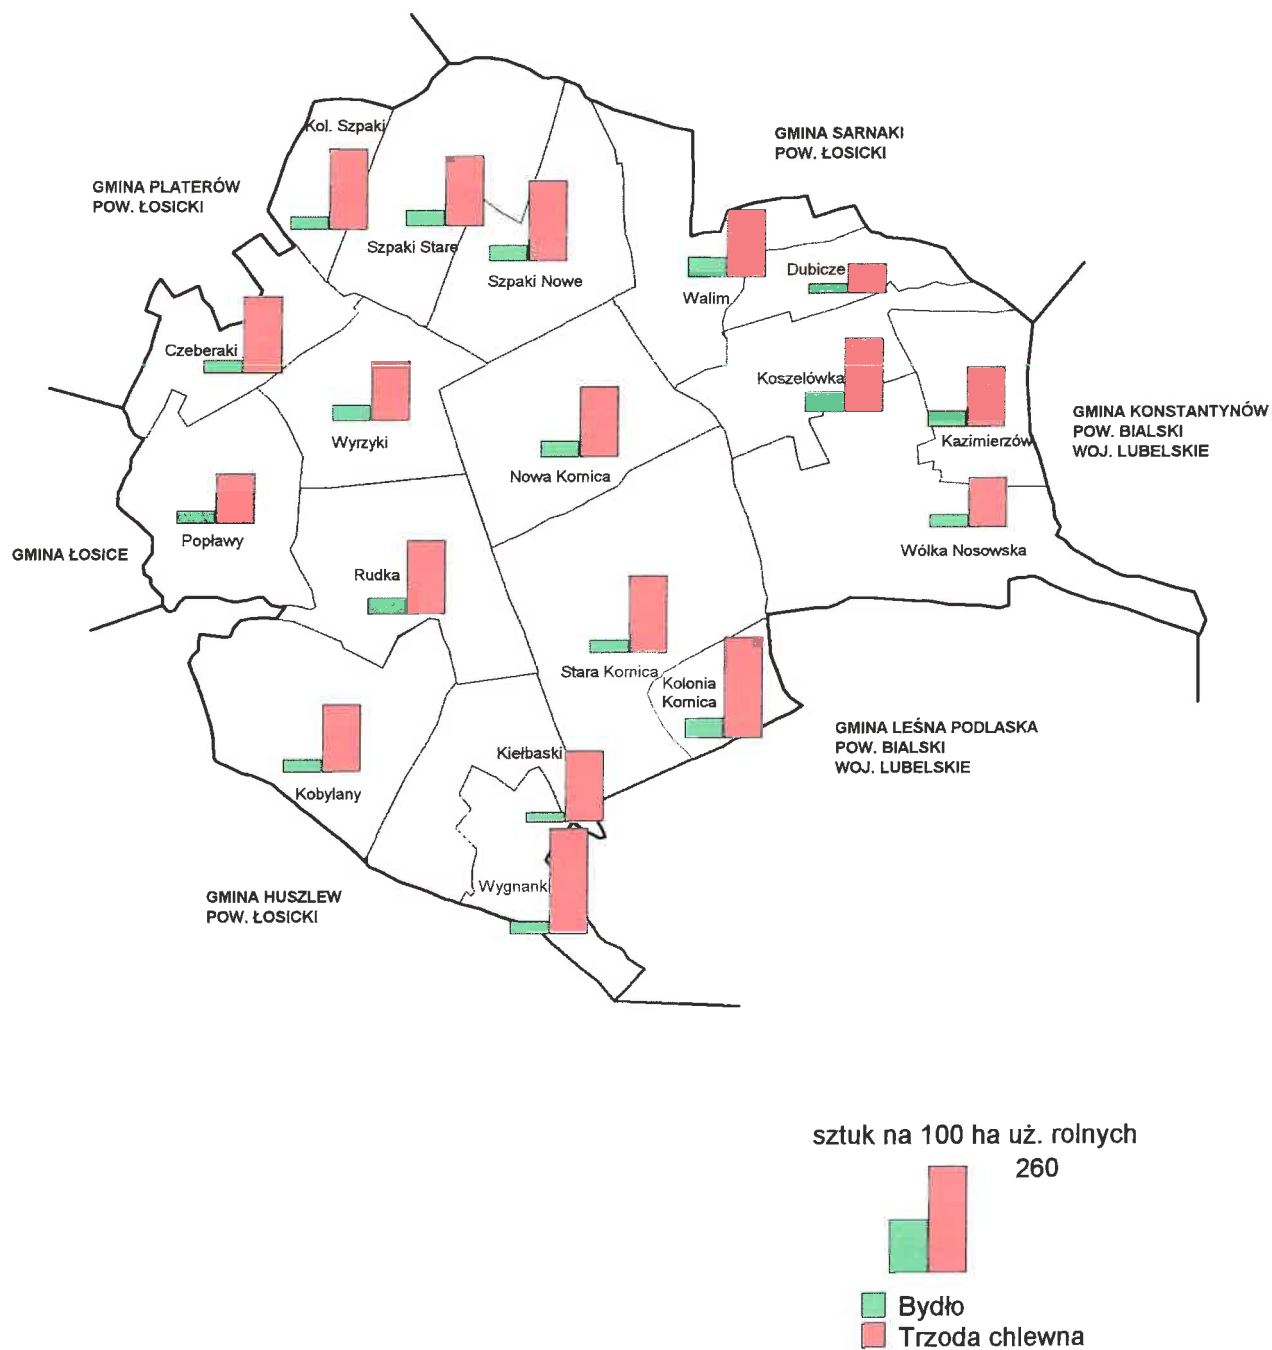 Kol. Szpaki
GMINA SARNAKI
POW. ŁOSICKI
GMINA PLATERÓW
POW. ŁOSICKI
Szpaki Stare
Szpaki Nowe
Dubicze
Walim
Czeberaki
Koszelówka
GMINA KONSTANTYNÓW
POW. BIALSKI
WOJ. LUBELSKIE
Wyrzyki
Kazimierzów
Nowa Kornica
Popławy
GMINA ŁOSICE
Wólka Nosowska
Rudka
Stara Kornica
Kolonia
Kornica
GMINA LEŚNA PODLASKA
POW. BIALSKI
WOJ. LUBELSKIE
Kiełbaski
Kobylany
Wygnank
GMINA HUSZLEW
POW. ŁOSICKI
sztuk na 100 ha uż. rolnych
260
Bydło
Trzoda chlewna